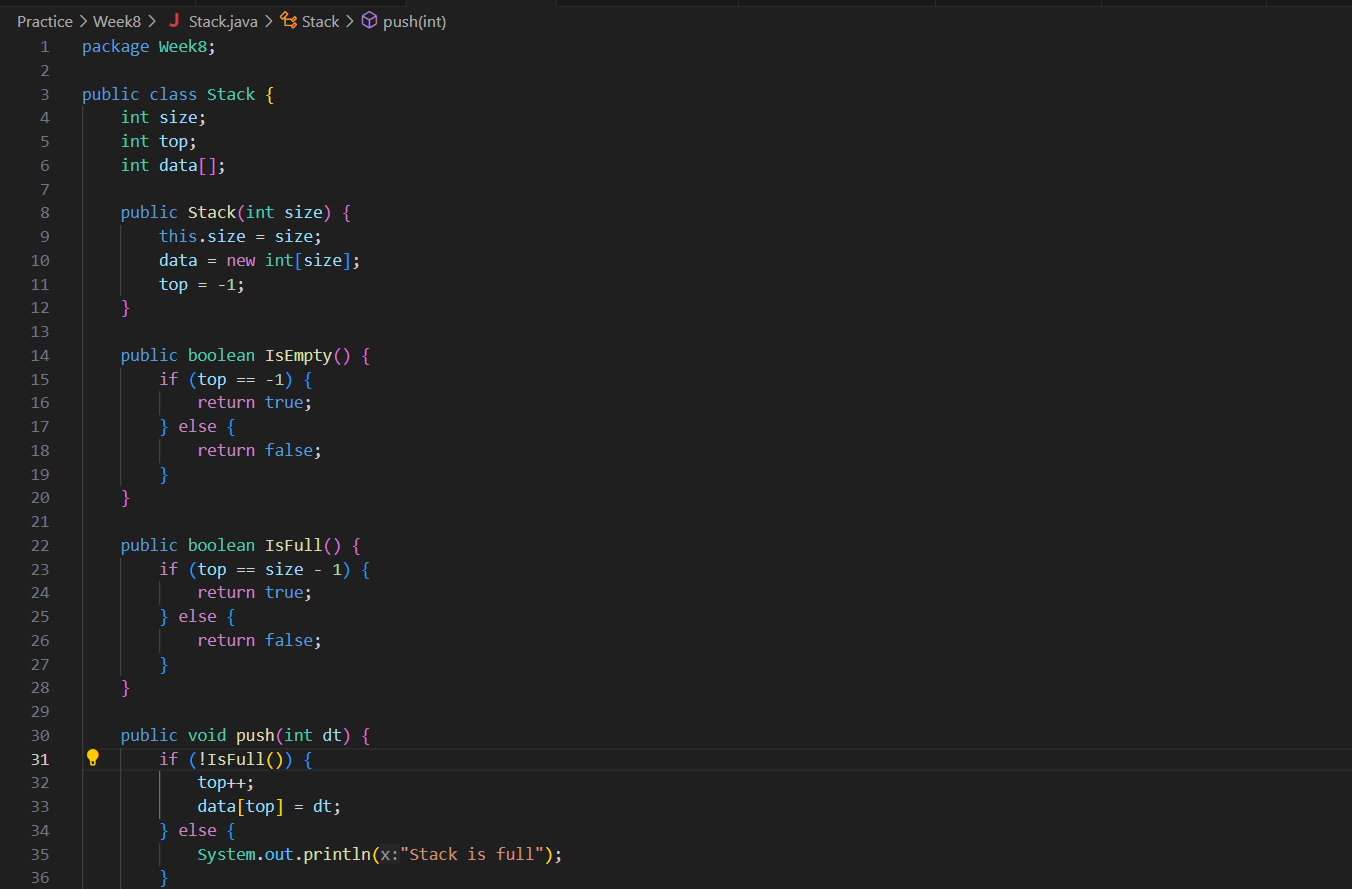 Practice > Week8 > J Stack.java > Stack > push(int)
1 package Week8;
2
3 public class Stack {
4     int size;
5     int top;
6     int data[];
7
8     public Stack(int size) {
9         this.size = size;
10         data = new int[size];
11         top = -1;
12     }
13
14     public boolean IsEmpty() {
15         if (top == -1) {
16             return true;
17         } else {
18             return false;
19         }
20     }
21
22     public boolean IsFull() {
23         if (top == size - 1) {
24             return true;
25         } else {
26             return false;
27         }
28     }
29
30     public void push(int dt) {
31         if (!IsFull()) {
32             top++;
33             data[top] = dt;
34         } else {
35             System.out.println(x:"Stack is full");
36         }